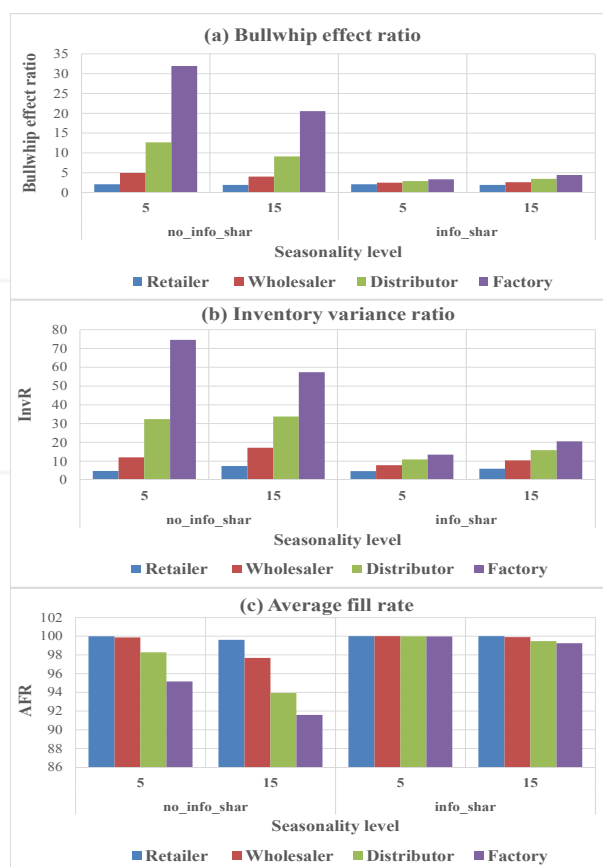 (a) Bullwhip effect ratio
Bullwhip effect ratio
35
30
25
20
15
10
5
0
5 15 5 15
no_info_shar info_shar
Seasonality level
Retailer Wholesaler Distributor Factory
(b) Inventory variance ratio
InvR
80
70
60
50
40
30
20
10
0
5 15 5 15
no_info_shar info_shar
Seasonality level
Retailer Wholesaler Distributor Factory
(c) Average fill rate
AFR
102
100
98
96
94
92
90
88
86
5 15 5 15
no_info_shar info_shar
Seasonality level
Retailer Wholesaler Distributor Factory